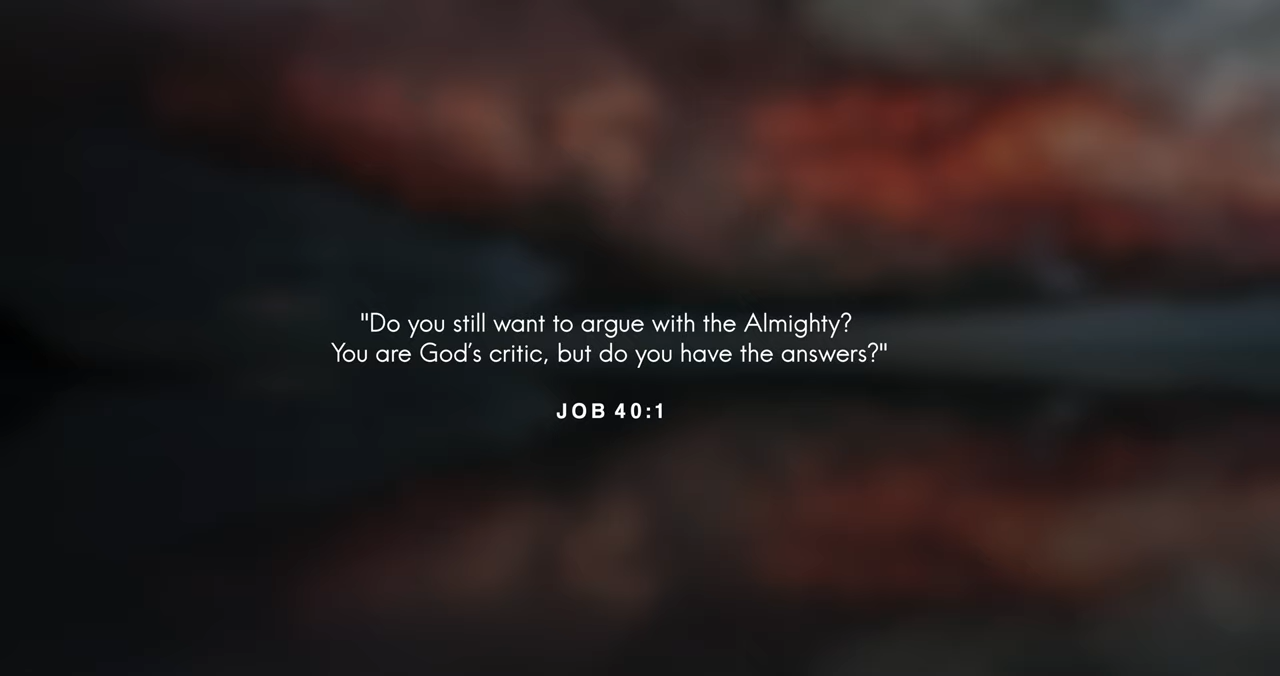 "Do you still want to argue with the Almighty?
You are God’s critic, but do you have the answers?"
JOB 40:1